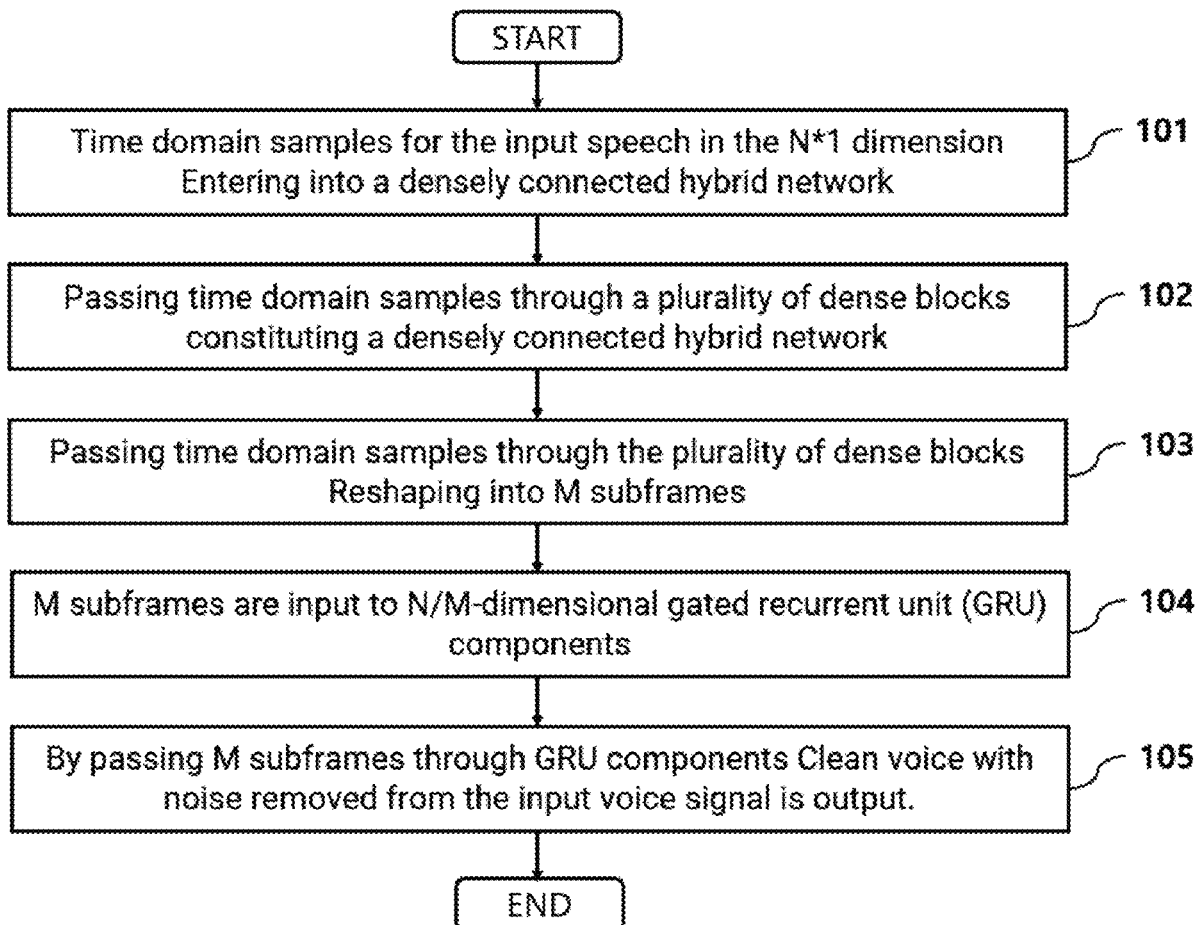 START
Time domain samples for the input speech in the N*1 dimension
Entering into a densely connected hybrid network
101
Passing time domain samples through a plurality of dense blocks
constituting a densely connected hybrid network
102
Passing time domain samples through the plurality of dense blocks
Reshaping into M subframes
103
M subframes are input to N/M-dimensional gated recurrent unit (GRU)
components
104
By passing M subframes through GRU components Clean voice with
noise removed from the input voice signal is output.
105
END